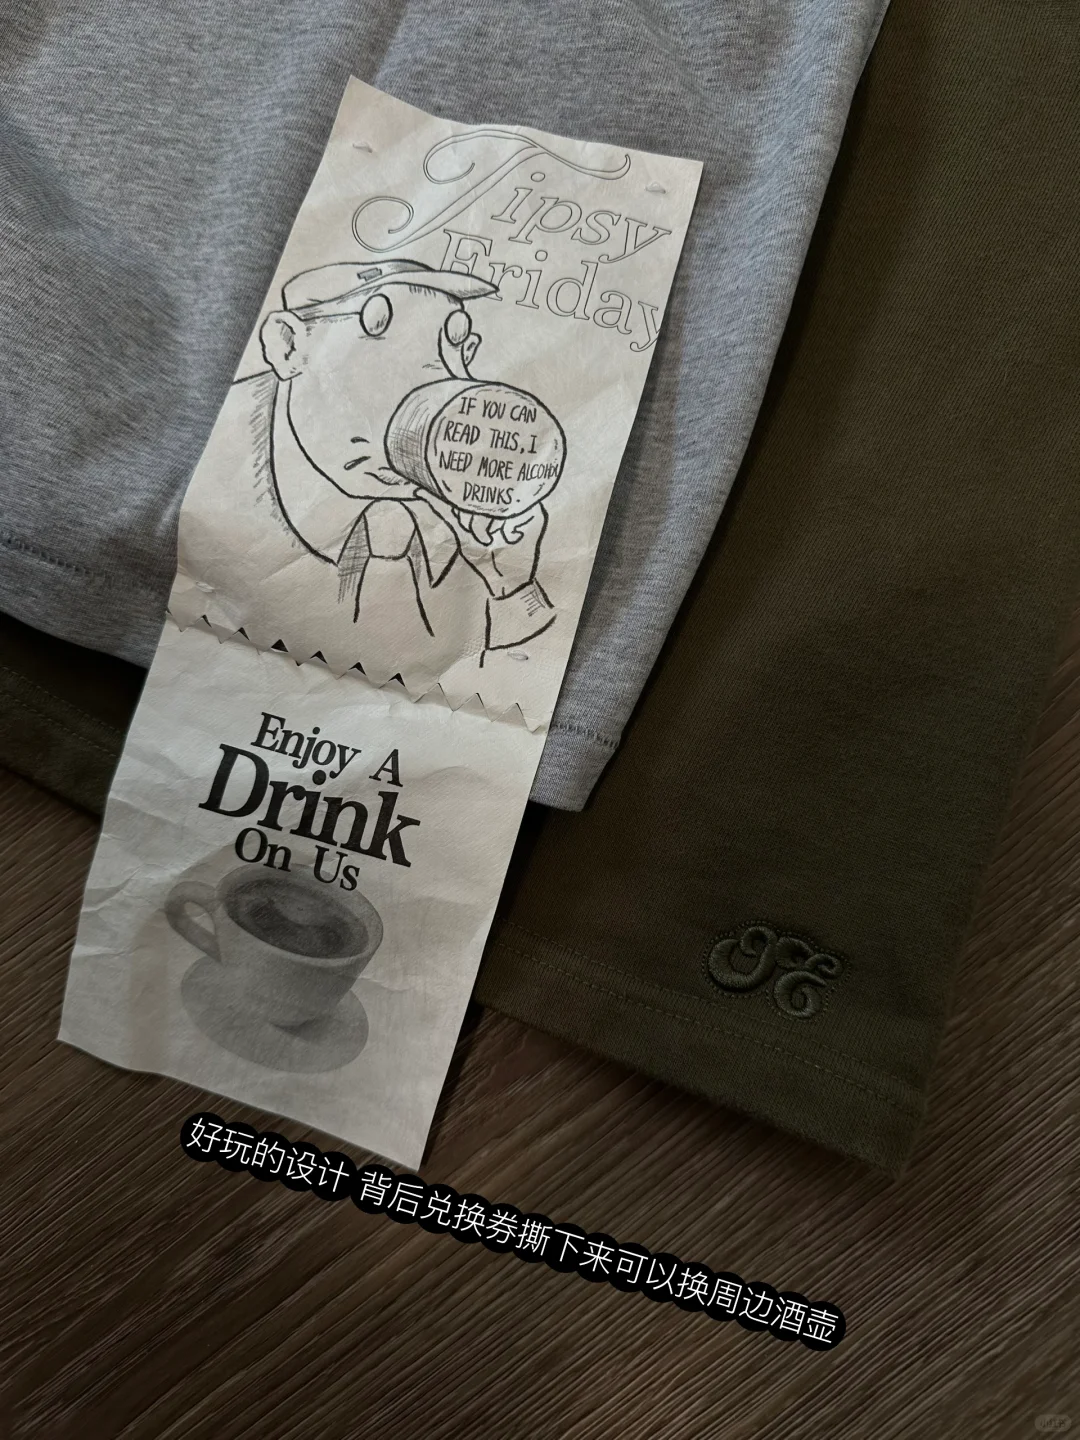 Tipsy
Friday
IF YOU CAN
READ THIS, I
NEED MORE ALCOHOL
DRINKS.
Enjoy A
Drink
On Us
好玩的设计 背后兑换券撕下来可以换周边酒壶